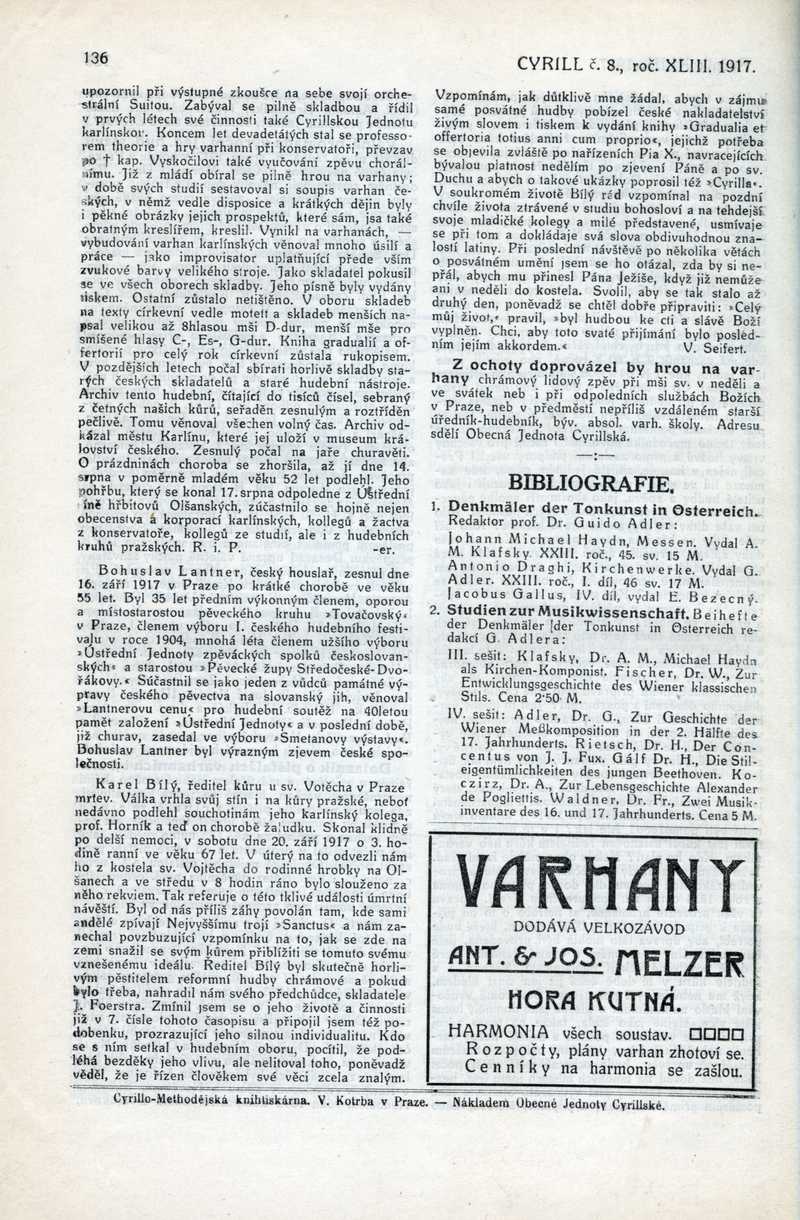 136
CYRILL č. 8., roč. XLIII. 1917.
upozornil při výstupné zkoušce na sebe svojí orche-
strální Suitou. Zabýval se pilně skladbou a řídil
v prvých létech své činnosti také Cyrillskou Jednotu
karlínskou. Koncem let devadetátých stal se professo-
rem theorie a hry varhanní při konservatoři, převzav
po † kap. Vyskočilovi také vyučování zpěvu chorál-
nímu. Již z mládí obíral se pilně hrou na varhany;
v době svých studií sestavoval si soupis varhan če-
ských, v němž vedle disposice a krátkých dějin byly
i pěkné obrázky jejich prospektů, které sám, jsa také
obratným kreslířem, kreslil. Vynikl na varhanách, —
vybudování varhan karlínských věnoval mnoho úsilí a
práce — jako improvisator uplatňující přede vším
zvukové barvy velikého stroje. Jako skladatel pokusil
se ve všech oborech skladby. Jeho písně byly vydány
tiskem. Ostatní zůstalo netištěno. V oboru skladeb
na texty církevní vedle motett a skladeb menších na-
psal velikou až 8hlasou mši D-dur, menší mše pro
smíšené hlasy C-, Es-, G-dur. Kniha gradualií a of-
fertorií pro celý rok církevní zůstala rukopisem.
V pozdějších letech počal sbírati horlivě skladby sta-
rých českých skladatelů a staré hudební nástroje.
Archiv tento hudební, čítající do tisíců čísel, sebraný
z četných našich kůrů, seřaděn zesnulým a roztříděn
pečlivě. Tomu věnoval všechen volný čas. Archiv od-
kázal městu Karlínu, které jej uloží v museum krá-
lovství českého. Zesnulý počal na jaře churavěti.
O prázdninách choroba se zhoršila, až jí dne 14.
srpna v poměrně mladém věku 52 let podlehl. Jeho
pohřbu, který se konal 17. srpna odpoledne z Ústřední
íně hřbitovů Olšanských, zúčastnilo se hojně nejen
obecenstva á korporací karlínských, kollegů a žactva
z konservatoře, kollegů ze studií, ale i z hudebních
kruhů pražských. R. i. P. -er.
Bohuslav Lantner, český houslař, zesnul dne
16. září 1917 v Praze po krátké chorobě ve věku
55 let. Byl 35 let předním výkonným členem, oporou
a místostarostou pěveckého kruhu »Tovačovský«
v Praze, členem výboru I. českého hudebního festi-
valu v roce 1904, mnohá léta členem užšího výboru
»Ústřední Jednoty zpěváckých spolků českoslovan-
ských« a starostou »Pěvecké župy Středočeské-Dvo-
řákovy.« Súčastnil se jako jeden z vůdců památné vý-
pravy českého pěvectva na slovanský jih, věnoval
»Lantnerovu cenu« pro hudební soutěž na 40letou
pamět založení »Ústřední Jednoty« a v poslední době,
již churav, zasedal ve výboru »Smetanovy výstavy«.
Bohuslav Lantner byl výrazným zjevem české spo-
lečnosti.
Karel Bílý, ředitel kůru u sv. Votěcha v Praze
mrtev. Válka vrhla svůj stín i na kůry pražské, neboť
nedávno podlehl souchotinám jeho karlínský kolega,
prof. Horník a teď on chorobě žaludku. Skonal klidně
po delší nemoci, v sobotu dne 20. září 1917 o 3. ho-
dině ranní ve věku 67 let. V úterý na to odvezli nám
ho z kostela sv. Vojtěcha do rodinné hrobky na Ol-
šanech a ve středu v 8 hodin ráno bylo slouženo za
něho rekviem. Tak referuje o této tklivé události úmrtní
návěští. Byl od nás příliš záhy povolán tam, kde sami
andělé zpívají Nejvyššímu trojí »Sanctus« a nám za-
nechal povzbuzující vzpomínku na to, jak se zde na
zemi snažil se svým kůrem přiblížiti se tomuto svému
vznešenému ideálu. Ředitel Bílý byl skutečně horli-
vým pěstitelem reformní hudby chrámové a pokud
bylo třeba, nahradil nám svého předchůdce, skladatele
J. Foerstra. Zmínil jsem se o jeho životě a činnosti
již v 7. čísle tohoto časopisu a připojil jsem též po-
dobenku, prozrazující jeho silnou individualitu. Kdo
se s ním setkal v hudebním oboru, pocítil, že pod-
léhá bezděky jeho vlivu, ale nelitoval toho, poněvadž
věděl, že je řízen člověkem své věci zcela znalým.
Vzpomínám, jak důtklivě mne žádal, abych v zájmu
samé posvátné hudby pobízel české nakladatelství
živým slovem i tiskem k vydání knihy »Gradualia et
offertoria totius anni cum proprio«, jejichž potřeba
se objevila zvláště po nařízeních Pia X., navracejících
bývalou platnost nedělím po zjevení Páně a po sv.
Duchu a abych o takové ukázky poprosil též »Cyrilla«.
V soukromém životě Bílý rád vzpomínal na pozdní
chvíle života ztrávené v studiu bohosloví a na tehdejší
svoje mladičké kolegy a milé představené, usmívaje
se při tom a dokládaje svá slova obdivuhodnou zna-
lostí latiny. Při poslední návštěvě po několika větách
o posvátném umění jsem se ho otázal, zda by si ne-
přál, abych mu přinesl Pána Ježíše, když již nemůže
ani v neděli do kostela. Svolil, aby se tak stalo až
druhý den, poněvadž se chtěl dobře připraviti: »Celý
můj život,« pravil, »byl hudbou ke cti a slávě Boží
vyplněn. Chci, aby toto svaté přijímání bylo posled-
ním jejím akkordem.« V. Seifert.
Z ochoty doprovázel by hrou na var-
hany chrámový lidový zpěv při mši sv. v neděli a
ve svátek neb i při odpoledních službách Božích
v Praze, neb v předměstí nepříliš vzdáleném starší
úředník-hudebník, býv. absol. varh. školy. Adresu
sdělí Obecná Jednota Cyrillská.
—:—
BIBLIOGRAFIE.
1. Denkmäler der Tonkunst in Österreich.
Redaktor prof. Dr. Guido Adler:
Johann Michael Haydn, Messen. Vydal A.
M. Klafsky. XXIII. roč., 45. sv. 15 M.
Antonio Draghi, Kirchenwerke. Vydal G.
Adler. XXIII. roč., I. díl, 46 sv. 17 M.
Jacobus Gallus, IV. díl, vydal E. Bezecný.
2. Studien zur Musikwissenschaft. Beihefte
der Denkmäler der Tonkunst in Österreich re-
dakcí G. Adlera:
III. sešit: Klafsky, Dr. A. M., Michael Haydn
als Kirchen-Komponist. Fischer, Dr. W., Zur
Entwicklungsgeschichte des Wiener klassischen
Stils. Cena 2·50 M.
IV. sešit: Adler, Dr. G., Zur Geschichte der
Wiener Meßkomposition in der 2. Hälfte des
17. Jahrhunderts. Rietsch, Dr. H., Der Con-
centus von J. J. Fux. Gálf Dr. H., Die Stil-
eigentümlichkeiten des jungen Beethoven. Ko-
czirz, Dr. A., Zur Lebensgeschichte Alexander
de Pogliettis. Waldner, Dr. Fr., Zwei Musik-
inventare des 16. und 17. Jahrhunderts. Cena 5 M.
VARHANY
DODÁVÁ VELKOZÁVOD
ANT. & JOS. MELZER
HORA KUTNÁ.
HARMONIA všech soustav.
Rozpočty, plány varhan zhotoví se.
Cenníky na harmonia se zašlou.
Cyrillo-Methodějská knihtiskárna. V. Kotrba v Praze. — Nákladem Obecné Jednoty Cyrillské.